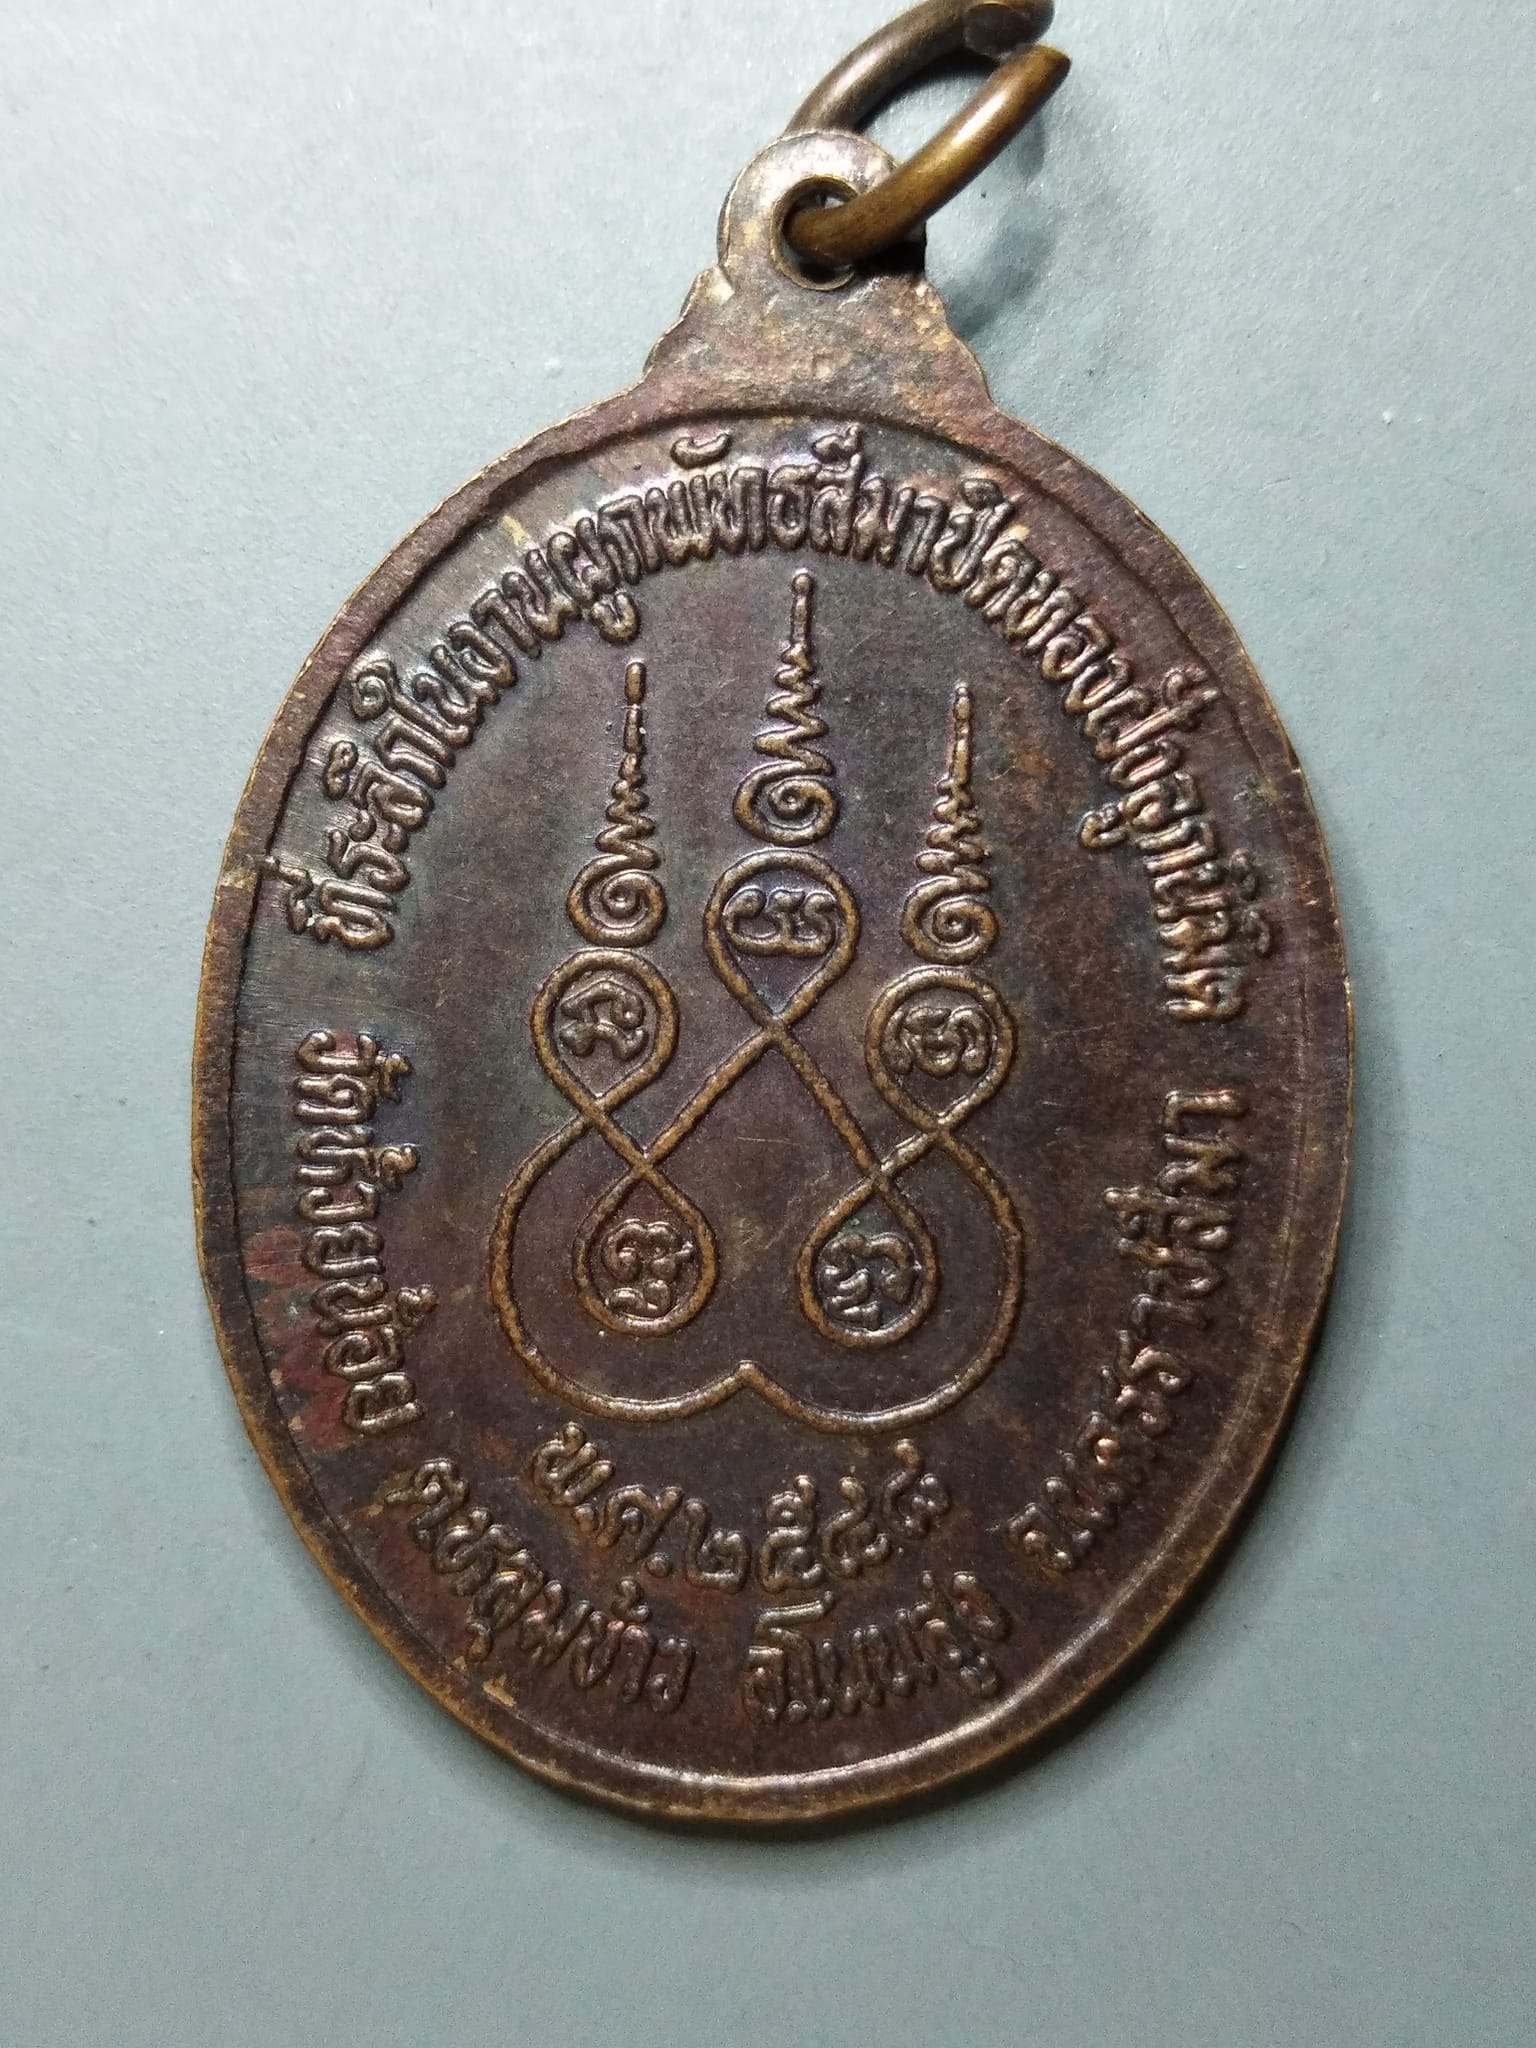 ที่ระลึกในงานผูกพัทธสีมาปิดทองฝังลูกนิมิต
วัดห้วยน้อย ต.หลุมข้าว อ.โนนสูง จ.นครราชสีมา
พ.ศ.๒๕๔๘